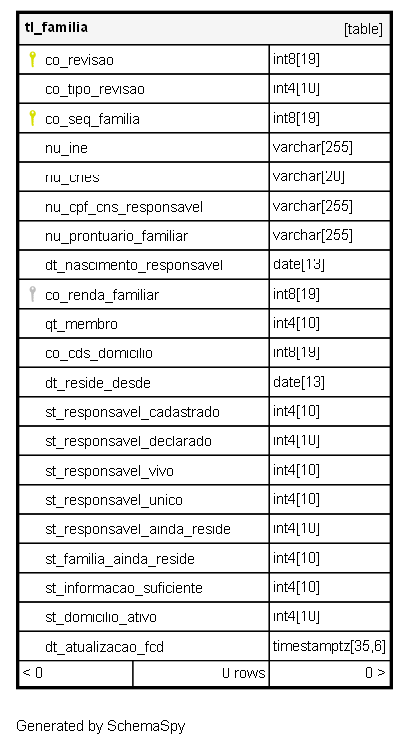 tl_familia [table]
co_revisao int8[19]
co_tipo_revisao int4[10]
co_seq_familia int8[19]
nu_ine varchar[255]
nu_cnes varchar[20]
nu_cpf_cns_responsavel varchar[255]
nu_prontuario_familiar varchar[255]
dt_nascimento_responsavel date[13]
co_renda_familiar int8[19]
qt_membro int4[10]
co_cds_domicilio int8[19]
dt_reside_desde date[13]
st_responsavel_cadastrado int4[10]
st_responsavel_declarado int4[10]
st_responsavel_vivo int4[10]
st_responsavel_unico int4[10]
st_responsavel_ainda_reside int4[10]
st_familia_ainda_reside int4[10]
st_informacao_suficiente int4[10]
st_domicilio_ativo int4[10]
dt_atualizacao_fcd timestamptz[35,6]
< 0 0 rows 0 >
Generated by SchemaSpy